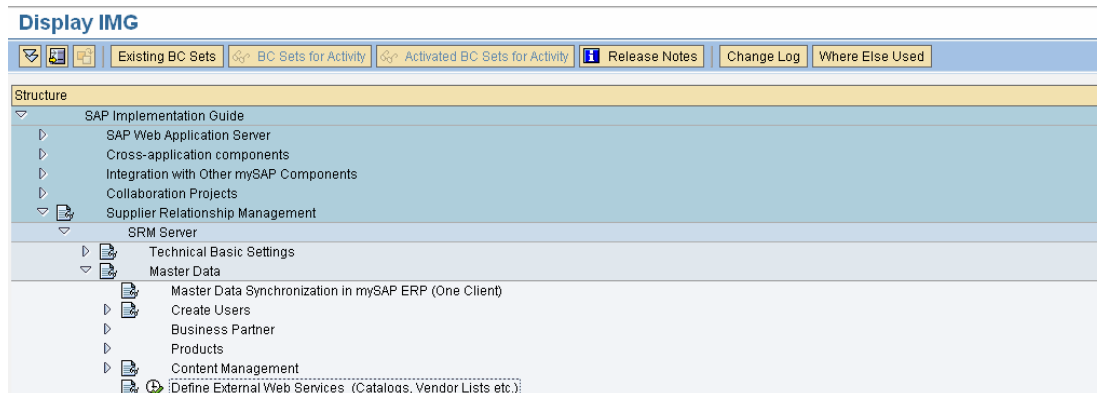 Display IMG
Existing BC Sets BC Sets for Activity Activated BC Sets for Activity Release Notes Change Log Where Else Used
Structure
SAP Implementation Guide
SAP Web Application Server
Cross-application components
Integration with Other mySAP Components
Collaboration Projects
Supplier Relationship Management
SRM Server
Technical Basic Settings
Master Data
Master Data Synchronization in mySAP ERP (One Client)
Create Users
Business Partner
Products
Content Management
Define External Web Services (Catalogs, Vendor Lists etc.)